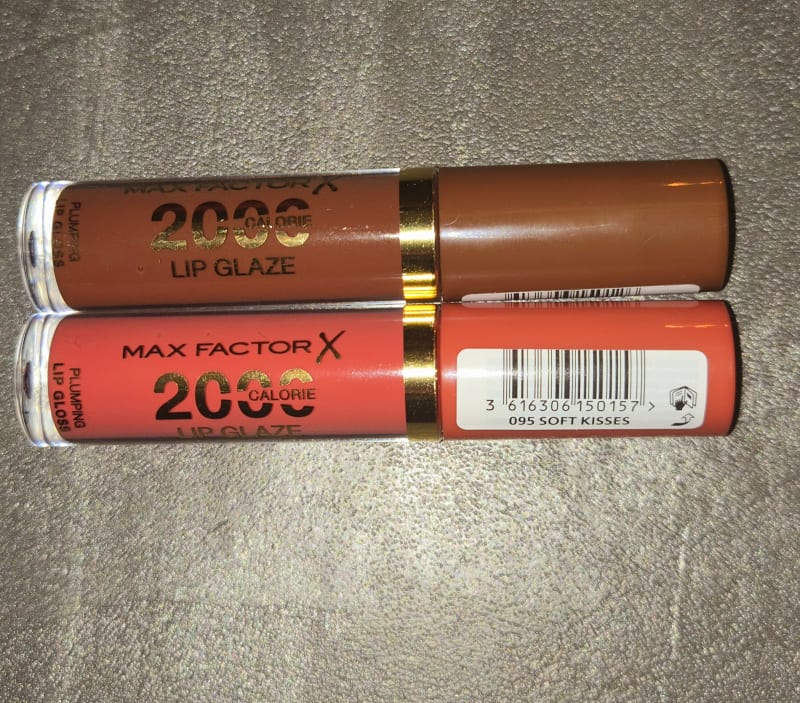 MAX FACTOR X
2000
CALORIE
LIP GLAZE
PLUMPING
LIP GLOSS
MAX FACTOR X
2000
CALORIE
LIP GLAZE
PLUMPING
LIP GLOSS
3 616306 150157 >
095 SOFT KISSES